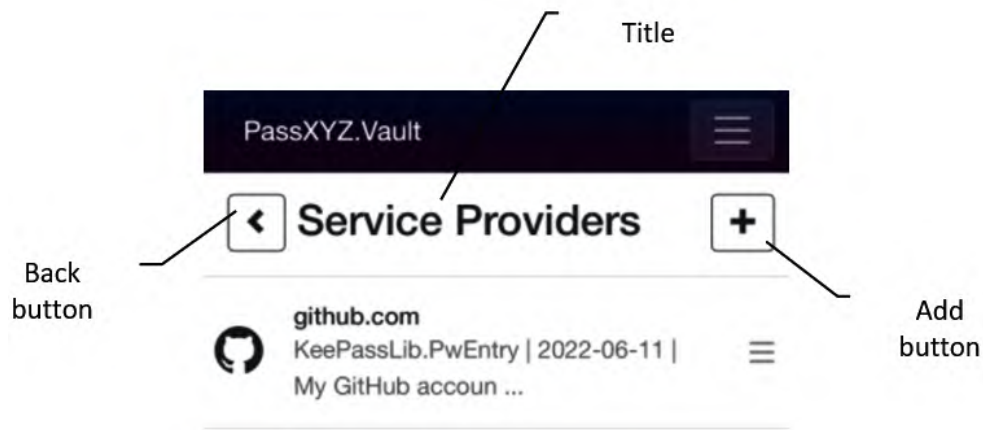 Title
PassXYZ.Vault
Service Providers
Back
button
github.com
KeePassLib.PwEntry | 2022-06-11 |
My GitHub accoun ...
Add
button